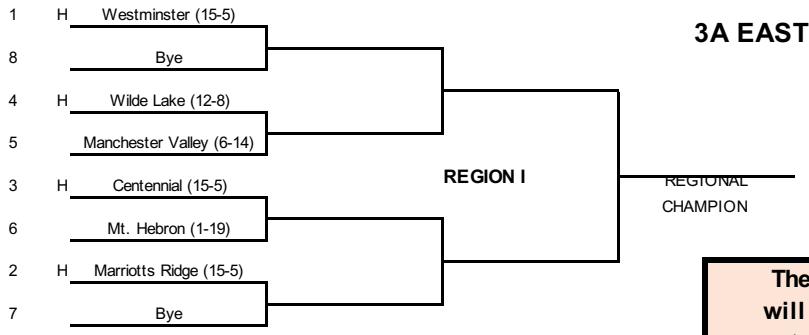 1 H Westminster (15-5)
3A EAST
8 Bye
4 H Wilde Lake (12-8)
5 Manchester Valley (6-14)
3 H Centennial (15-5)
REGION I
REGIONAL
CHAMPION
6 Mt. Hebron (1-19)
2 H Marriotts Ridge (15-5)
The
will
7 Bye